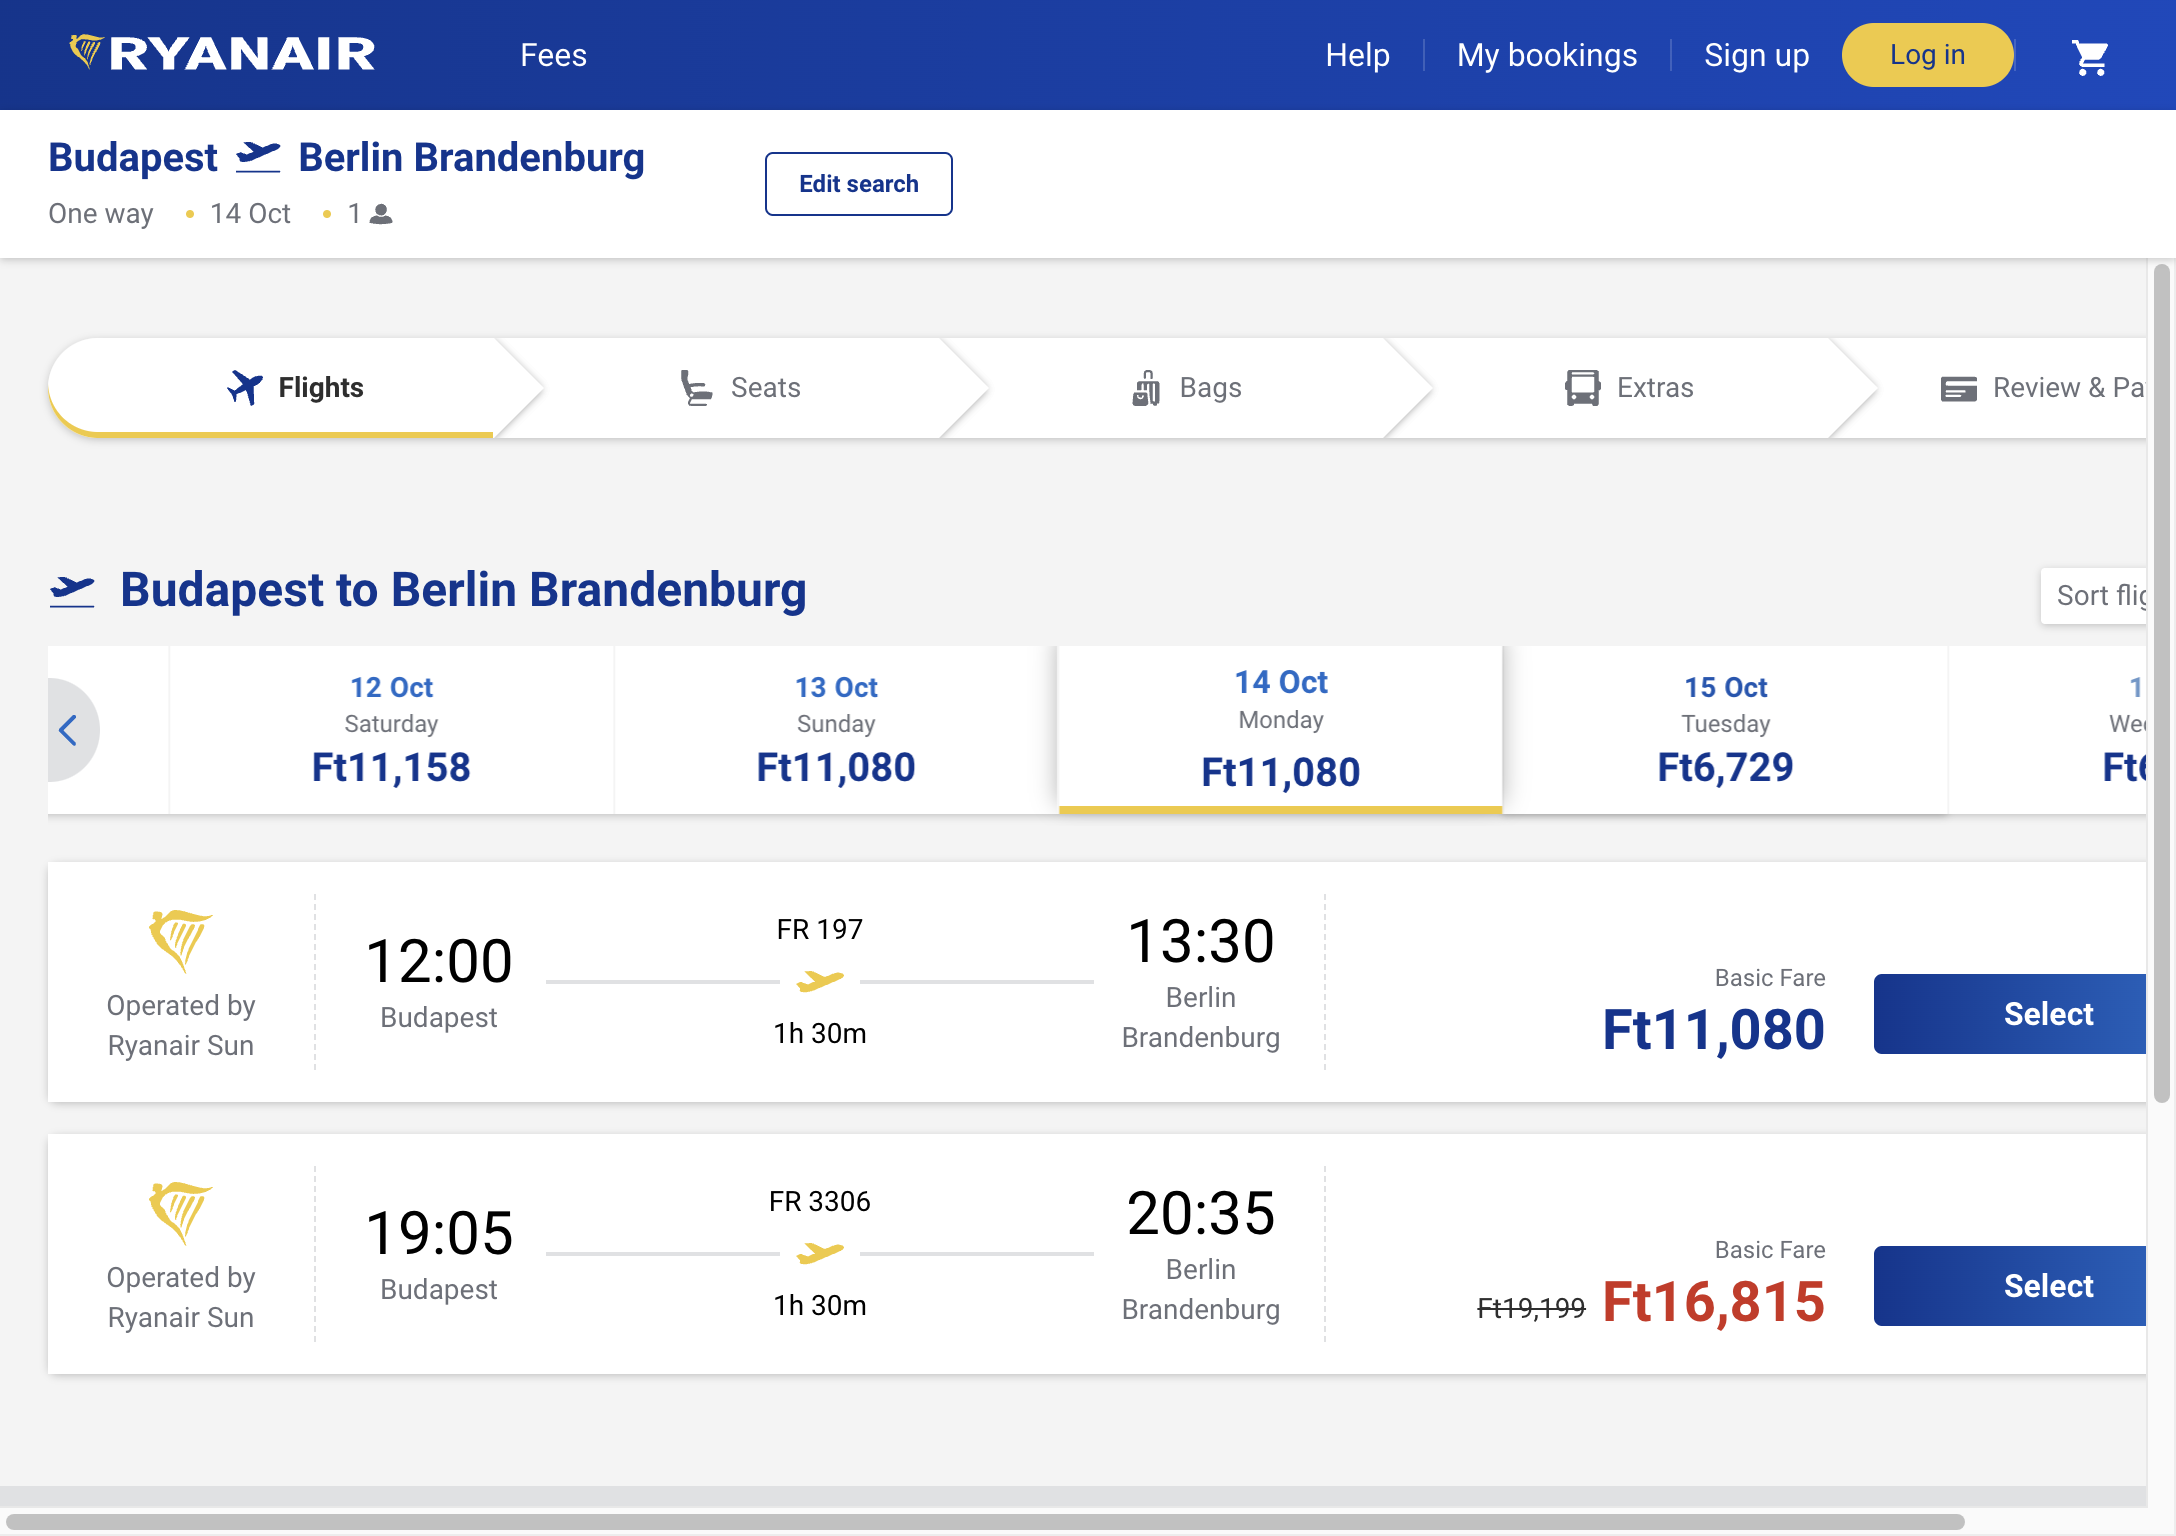 RYANAIR
Fees
Help
My bookings
Sign up
Log in
Budapest Berlin Brandenburg
One way • 14 Oct • 1
Edit search
Flights
Seats
Bags
Extras
Review & Pa
Budapest to Berlin Brandenburg
Sort flig
12 Oct
Saturday
Ft11,158
13 Oct
Sunday
Ft11,080
14 Oct
Monday
Ft11,080
15 Oct
Tuesday
Ft6,729
1
Wed
Ft6
Operated by
Ryanair Sun
12:00
Budapest
FR 197
1h 30m
13:30
Berlin
Brandenburg
Basic Fare
Ft11,080
Select
Operated by
Ryanair Sun
19:05
Budapest
FR 3306
1h 30m
20:35
Berlin
Brandenburg
Basic Fare
Ft19,199 Ft16,815
Select